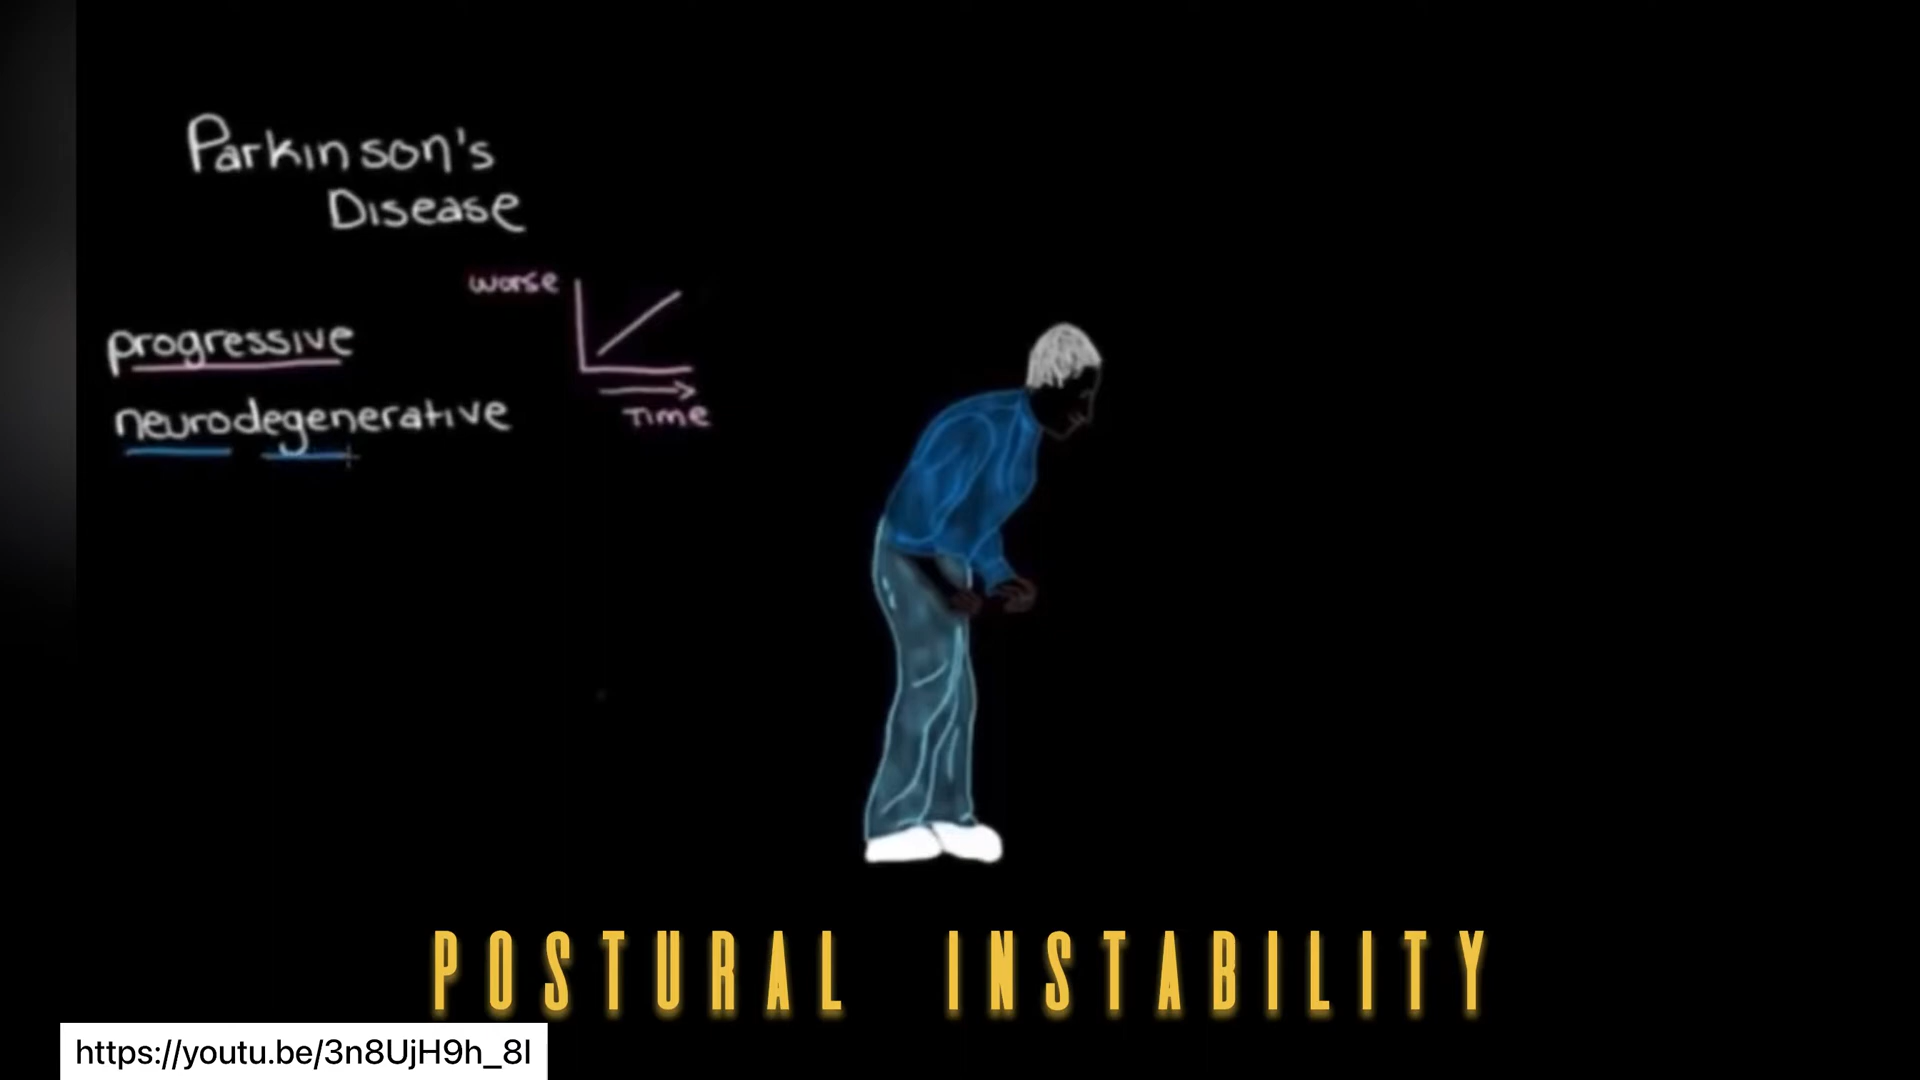 Parkinson's
Disease
worse
progressive
neurodegenerative
Time
POSTURAL INSTABILITY
https://youtu.be/3n8UjH9h_8I